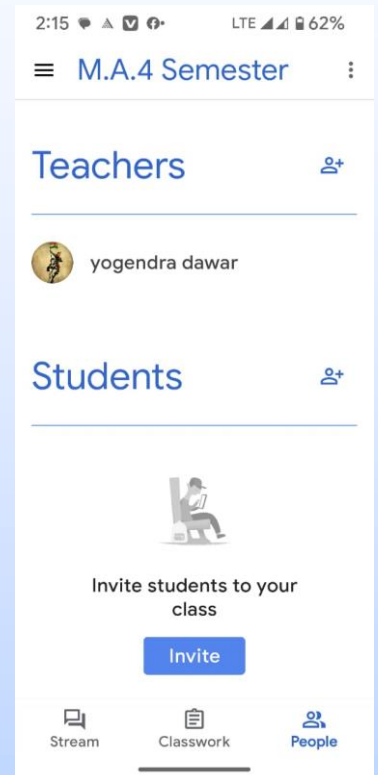 2:15 LTE 62%
M.A.4 Semester
Teachers
yogendra dawar
Students
Invite students to your
class
Invite
Stream Classwork People